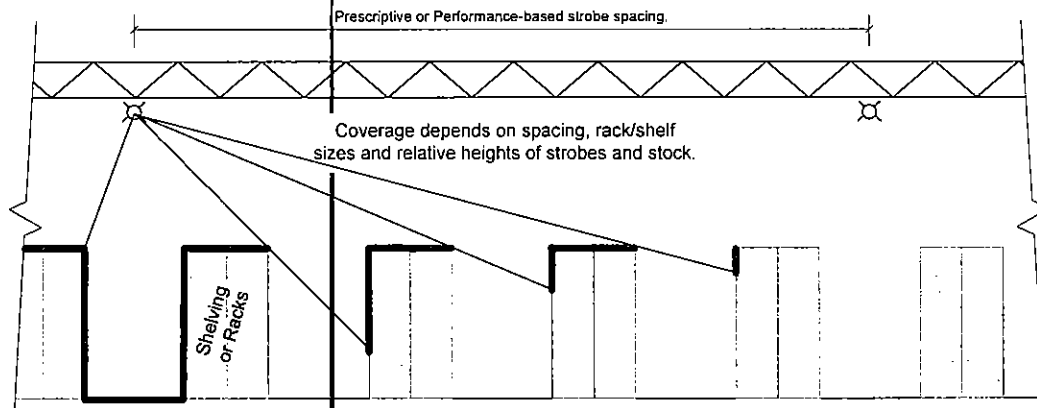 Prescriptive or Performance-based strobe spacing.
Coverage depends on spacing, rack/shelf
sizes and relative heights of strobes and stock.
Shelving
or Racks